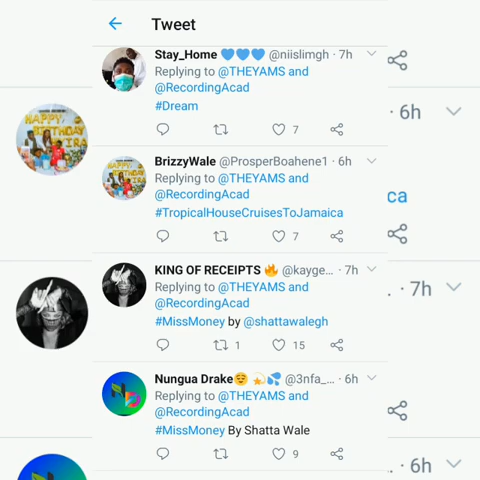 Tweet
Stay_Home 💙💙💙 @niislimgh · 7h
Replying to @THEYAMS and
@RecordingAcad
#Dream
7
BrizzyWale @ProsperBoahene1 · 6h
Replying to @THEYAMS and
@RecordingAcad
#TropicalHouseCruisesToJamaica
7
KING OF RECEIPTS 🔥 @kayge... · 7h
Replying to @THEYAMS and
@RecordingAcad
#MissMoney by @shattawalegh
1 15
Nungua Drake😌 💫💦 @3nfa_... · 6h
Replying to @THEYAMS and
@RecordingAcad
#MissMoney By Shatta Wale
9
· 6h
ca
. · 7h
.. · 6h